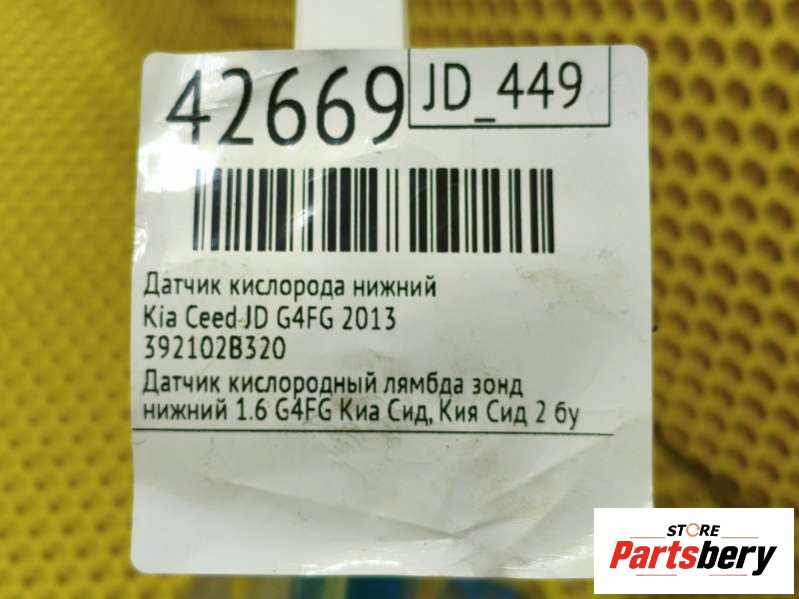 42669
JD_449
Датчик кислорода нижний
Kia Ceed JD G4FG 2013
392102B320
Датчик кислородный лямбда зонд
нижний 1.6 G4FG Киа Сид, Кия Сид 2 бу
STORE
Partsbery